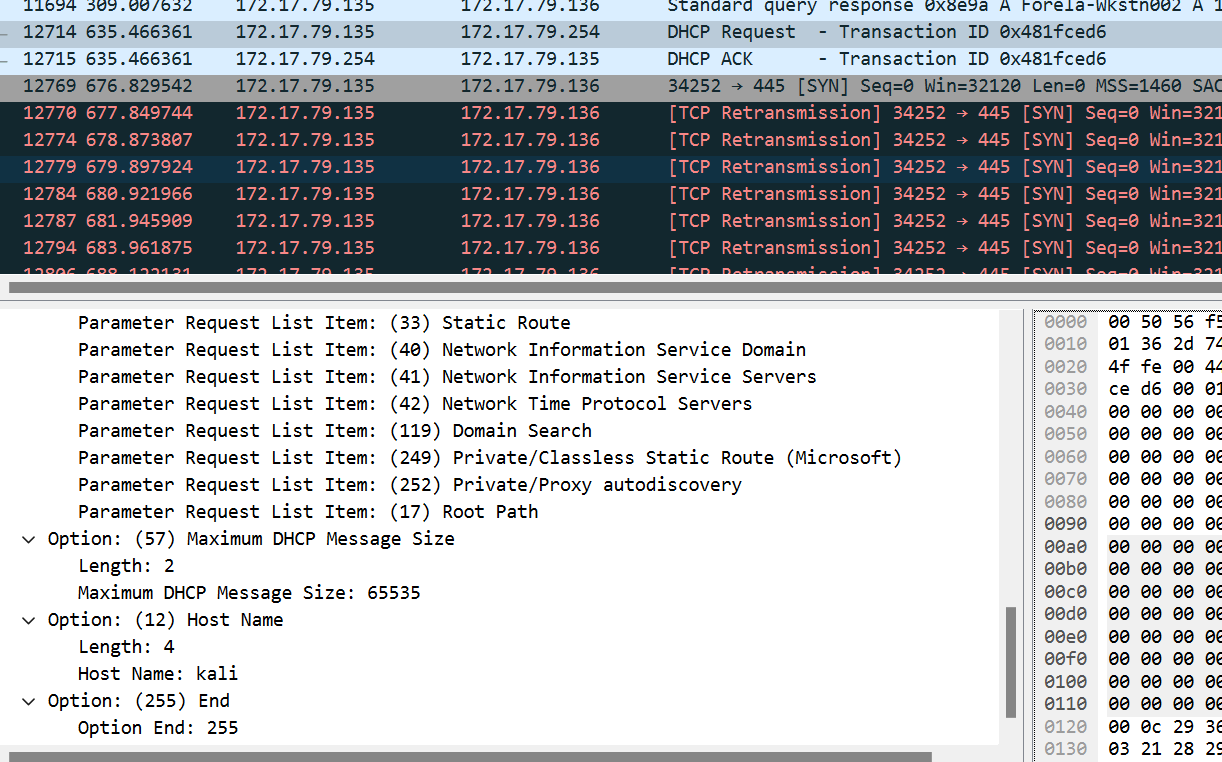 11694 309.007632 172.17.79.135 172.17.79.136 Standard query response 0x8e9a A Forela-Wkstn002 A 1
12714 635.466361 172.17.79.135 172.17.79.254 DHCP Request - Transaction ID 0x481fced6
12715 635.466361 172.17.79.254 172.17.79.135 DHCP ACK - Transaction ID 0x481fced6
12769 676.829542 172.17.79.135 172.17.79.136 34252 → 445 [SYN] Seq=0 Win=32120 Len=0 MSS=1460 SAC
12770 677.849744 172.17.79.135 172.17.79.136 [TCP Retransmission] 34252 → 445 [SYN] Seq=0 Win=321
12774 678.873807 172.17.79.135 172.17.79.136 [TCP Retransmission] 34252 → 445 [SYN] Seq=0 Win=321
12779 679.897924 172.17.79.135 172.17.79.136 [TCP Retransmission] 34252 → 445 [SYN] Seq=0 Win=321
12784 680.921966 172.17.79.135 172.17.79.136 [TCP Retransmission] 34252 → 445 [SYN] Seq=0 Win=321
12787 681.945909 172.17.79.135 172.17.79.136 [TCP Retransmission] 34252 → 445 [SYN] Seq=0 Win=321
12794 683.961875 172.17.79.135 172.17.79.136 [TCP Retransmission] 34252 → 445 [SYN] Seq=0 Win=321
12806 688.122131 172.17.79.135 172.17.79.136 [TCP Retransmission] 34252 → 445 [SYN] Seq=0 Win=321
Parameter Request List Item: (33) Static Route
Parameter Request List Item: (40) Network Information Service Domain
Parameter Request List Item: (41) Network Information Service Servers
Parameter Request List Item: (42) Network Time Protocol Servers
Parameter Request List Item: (119) Domain Search
Parameter Request List Item: (249) Private/Classless Static Route (Microsoft)
Parameter Request List Item: (252) Private/Proxy autodiscovery
Parameter Request List Item: (17) Root Path
Option: (57) Maximum DHCP Message Size
Length: 2
Maximum DHCP Message Size: 65535
Option: (12) Host Name
Length: 4
Host Name: kali
Option: (255) End
Option End: 255
0000 00 50 56 f5
0010 01 36 2d 74
0020 4f fe 00 44
0030 ce d6 00 01
0040 00 00 00 00
0050 00 00 00 00
0060 00 00 00 00
0070 00 00 00 00
0080 00 00 00 00
0090 00 00 00 00
00a0 00 00 00 00
00b0 00 00 00 00
00c0 00 00 00 00
00d0 00 00 00 00
00e0 00 00 00 00
00f0 00 00 00 00
0100 00 00 00 00
0110 00 00 00 00
0120 00 0c 29 36
0130 03 21 28 29